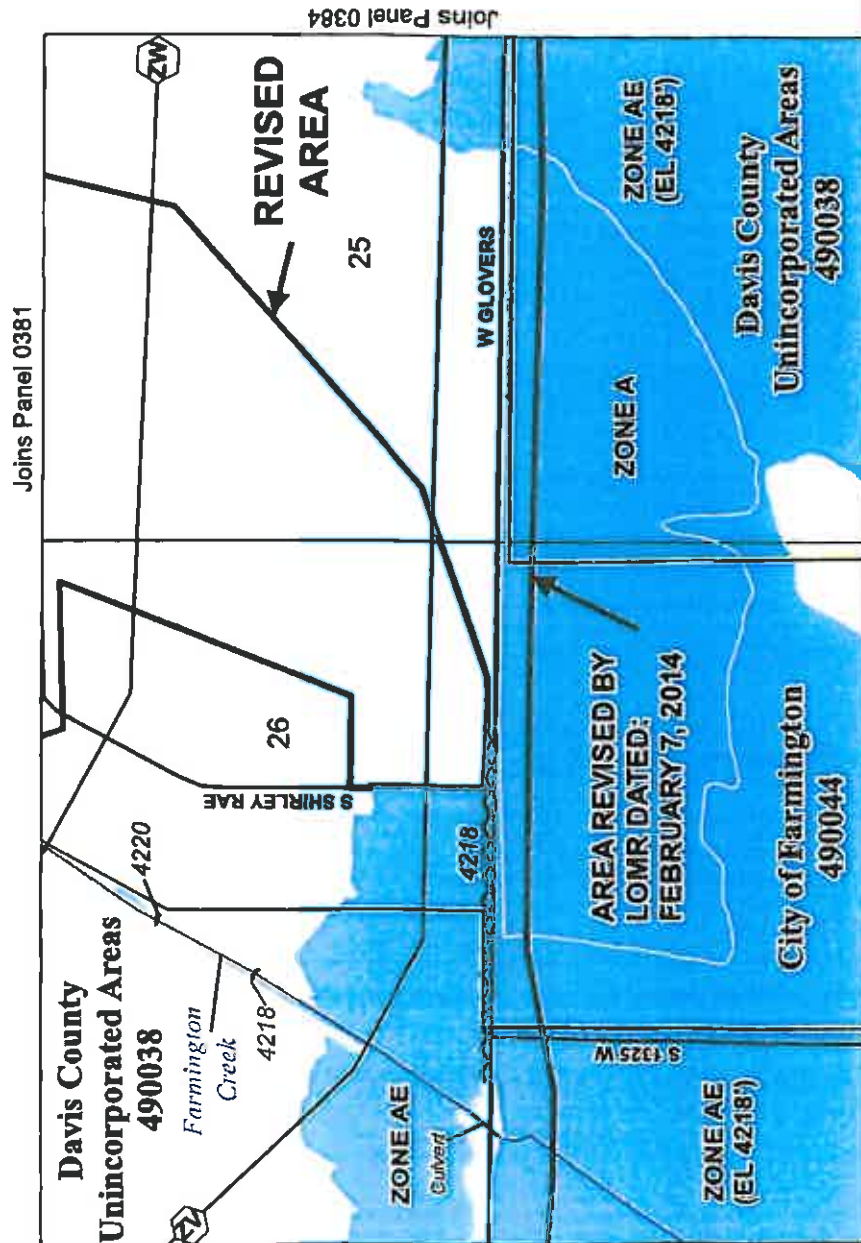 Joins Panel 0381
Joins Panel 0384
Davis County
Unincorporated Areas
490038
Farmington
Creek
4220
4218
ZW
REVISED
AREA
25
26
S SHIRLEY RAE
ZONE AE
Culvert
4218
W GLOVERS
AREA REVISED BY
LOMR DATED:
FEBRUARY 7, 2014
ZONE A
ZONE AE
(EL 4218')
Davis County
Unincorporated Areas
490038
City of Farmington
490044
S 1325 W
ZONE AE
(EL 4218')